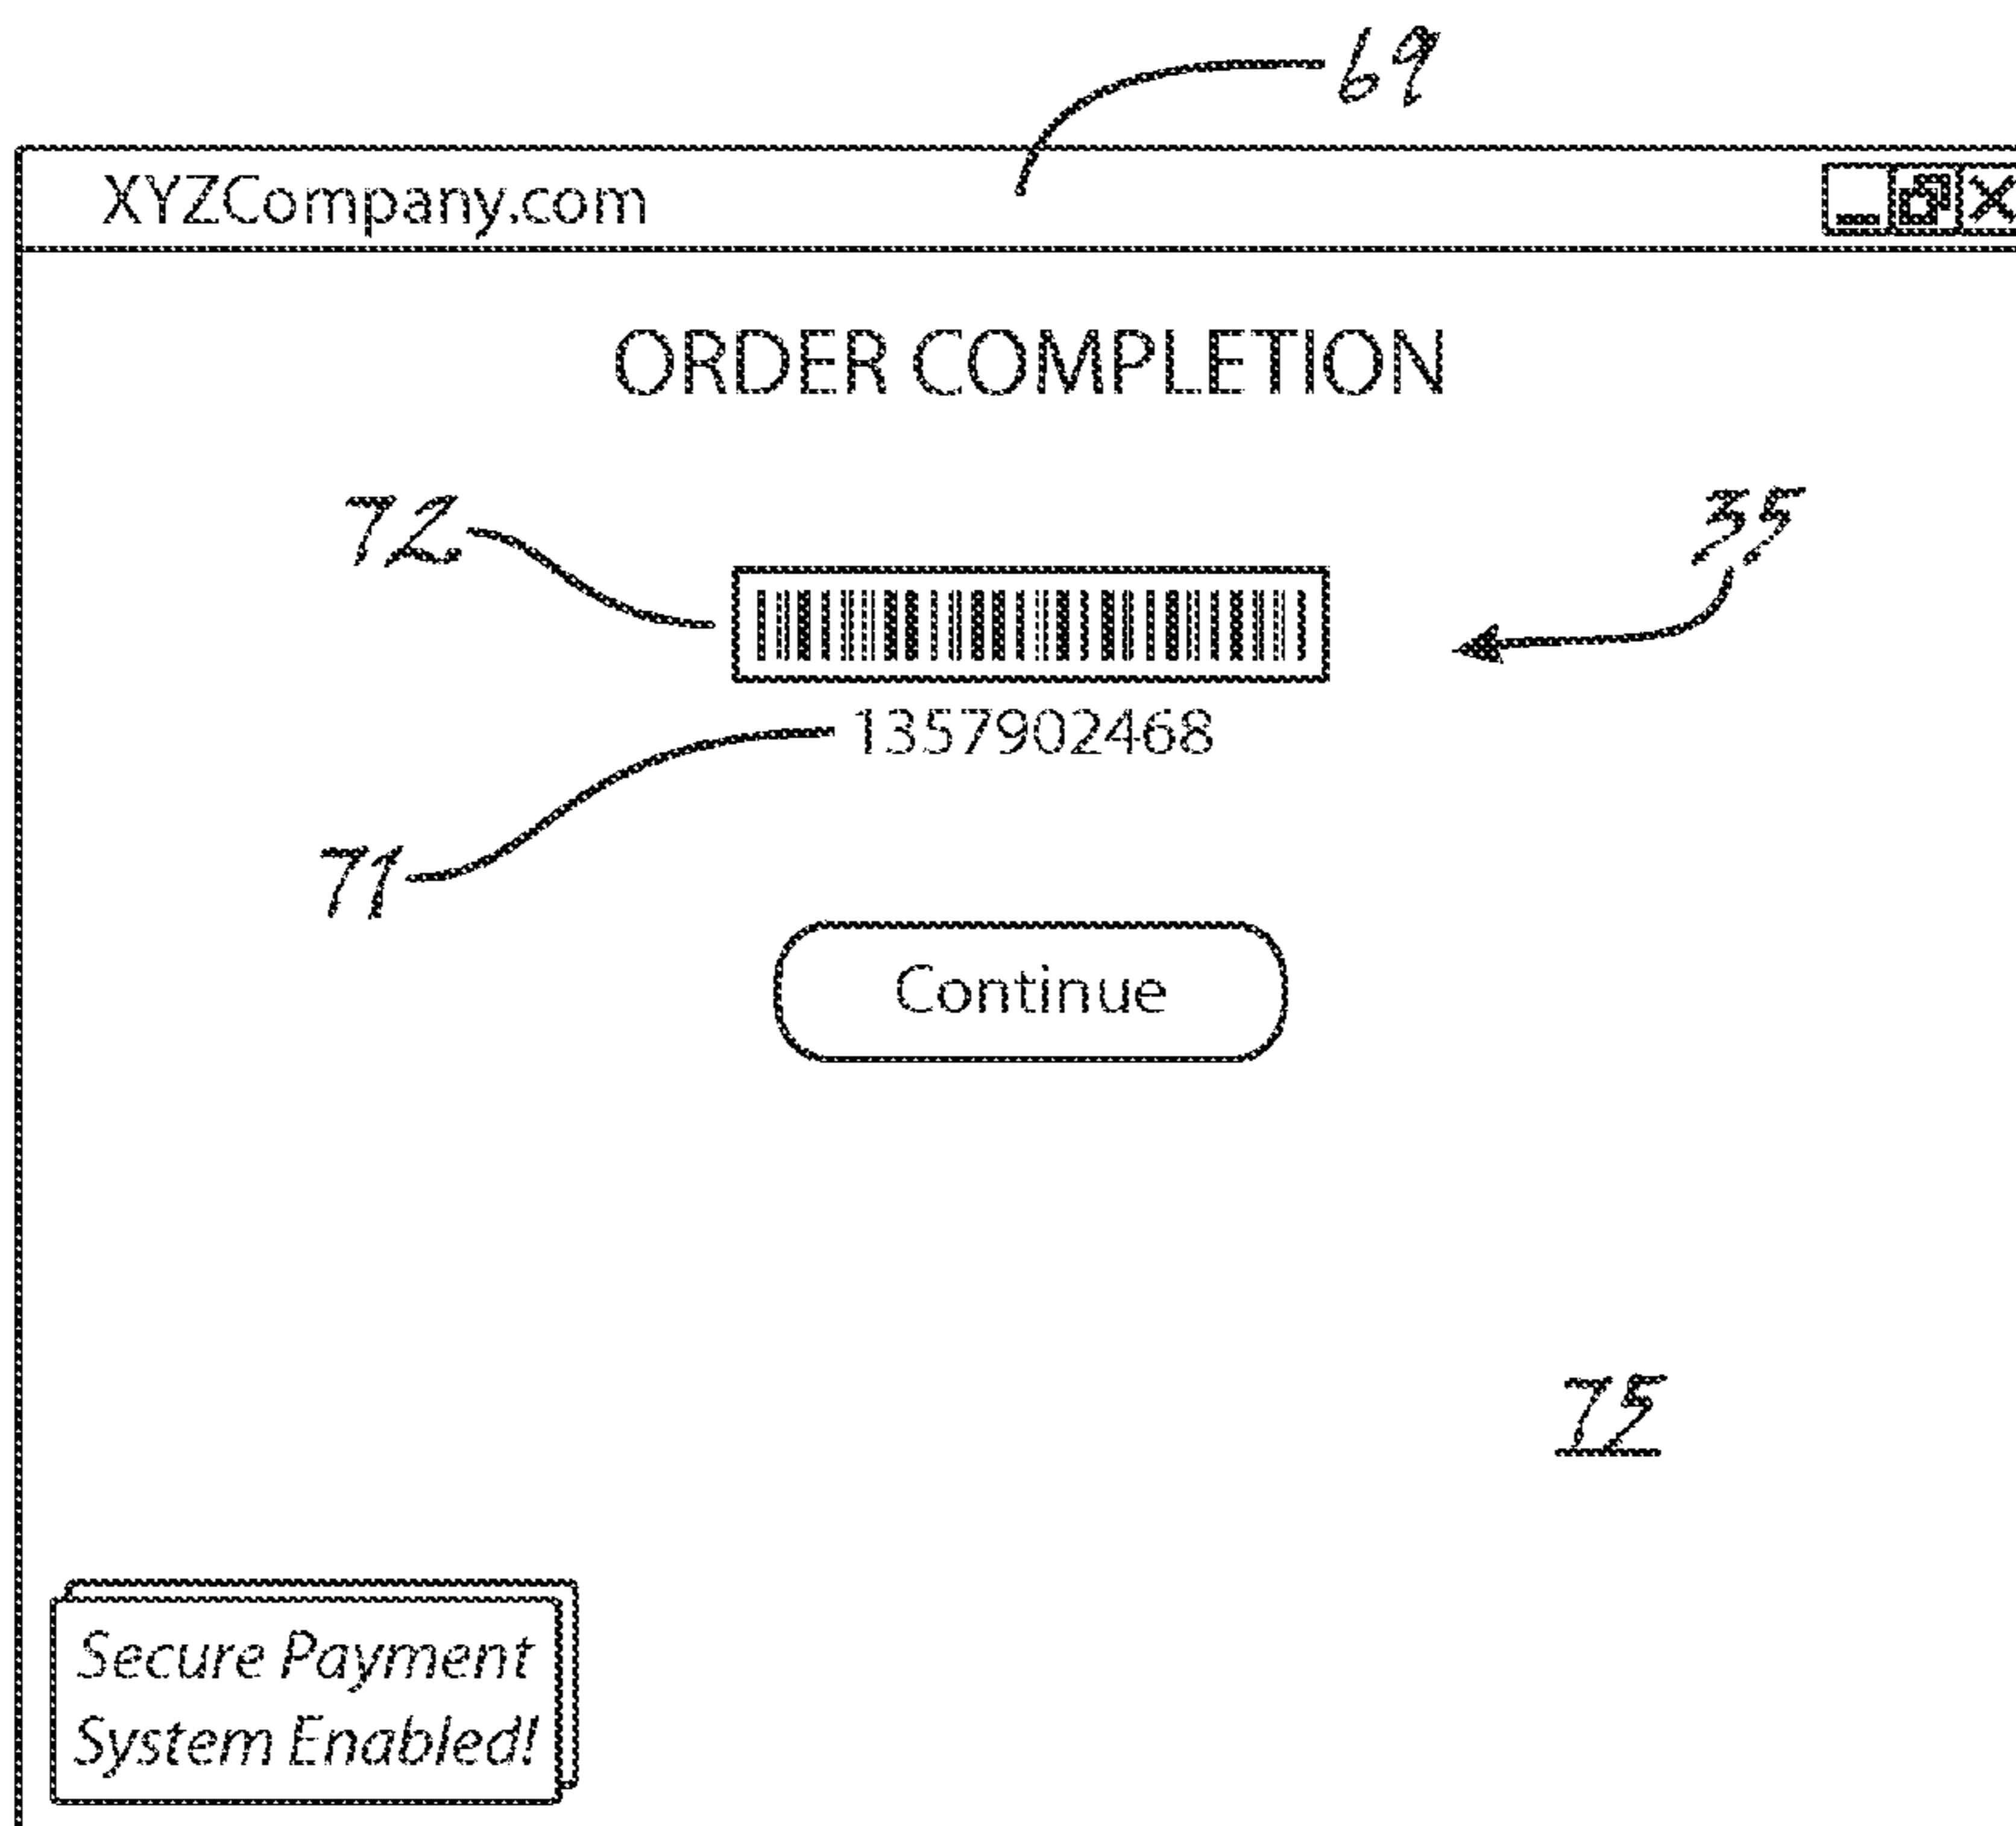 69
XYZCompany.com
ORDER COMPLETION
72
35
1357902468
71
Continue
75
Secure Payment
System Enabled!